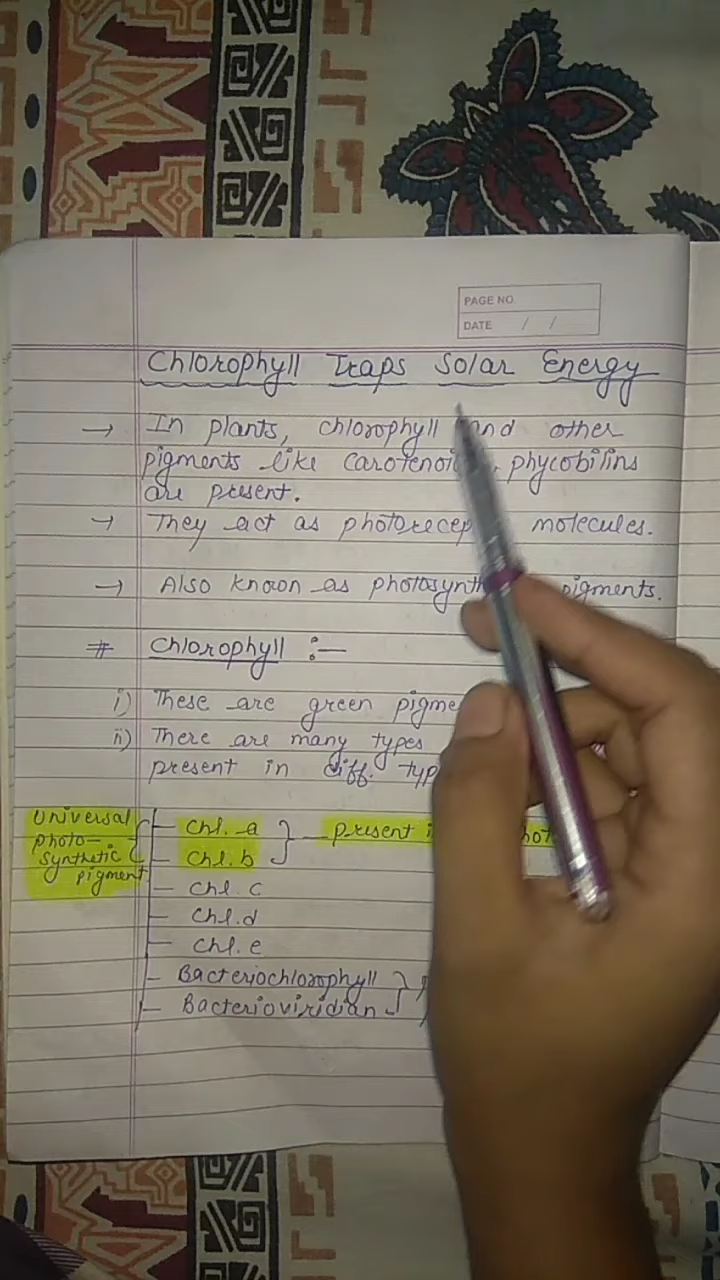 PAGE NO.
DATE / /
Chlorophyll Traps Solar Energy
→ In plants, chlorophyll and other
pigments like carotenoi , phycobilins
are present.
→ They act as photorecep molecules.
→ Also known as photosynth pigments.
# Chlorophyll :-
i) These are green pigme
ii) There are many types
present in diff. typ
Universal
photo-
synthetic
pigment
Chl. a
Chl. b
present i hot
Chl. c
Chl. d
Chl. e
Bacteriochlorophyll
Bacterioviridian